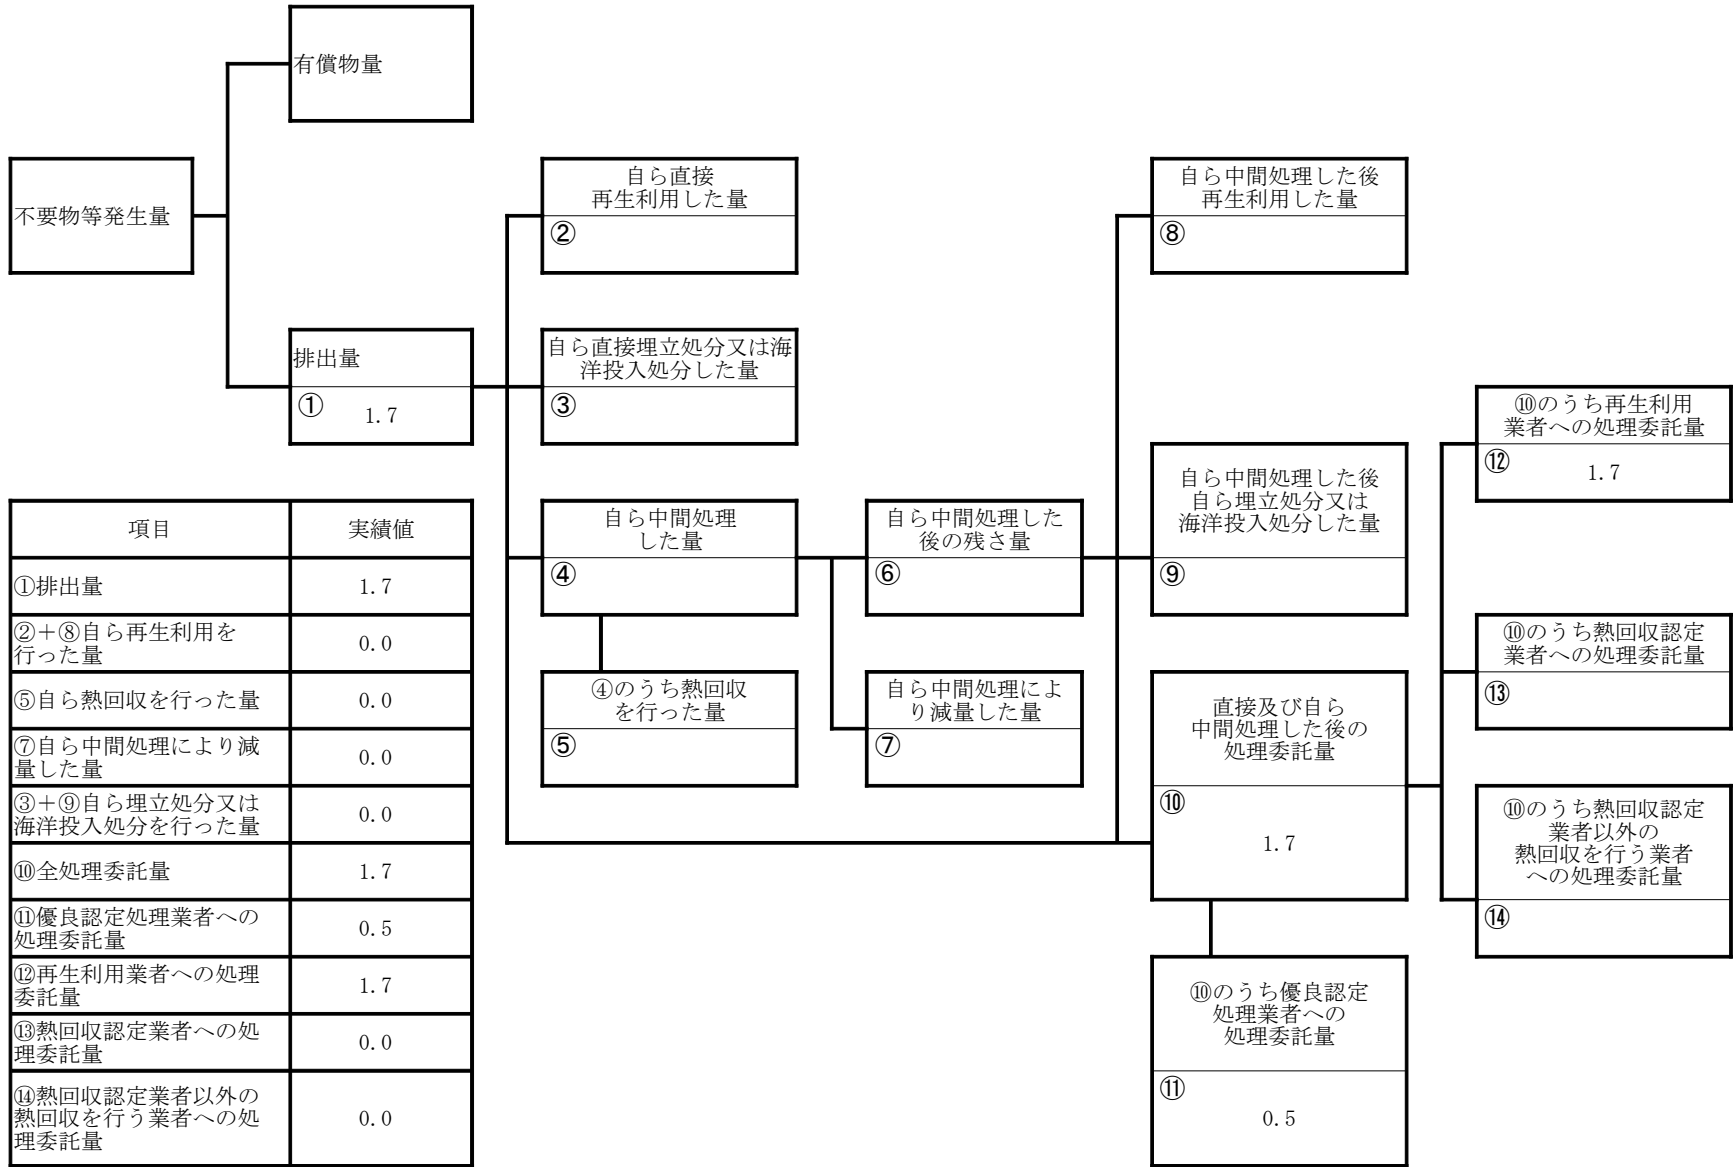 有償物量
不要物等発生量
自ら直接
再生利用した量
②
自ら中間処理した後
再生利用した量
⑧
排出量
①
1.7
自ら直接埋立処分又は海
洋投入処分した量
③
⑩のうち再生利用
業者への処理委託量
⑫
1.7
自ら中間処理
した量
④
自ら中間処理した
後の残さ量
⑥
自ら中間処理した後
自ら埋立処分又は
海洋投入処分した量
⑨
⑩のうち熱回収認定
業者への処理委託量
⑬
④のうち熱回収
を行った量
⑤
自ら中間処理によ
り減量した量
⑦
直接及び自ら
中間処理した後の
処理委託量
⑩
1.7
⑩のうち熱回収認定
業者以外の
熱回収を行う業者
への処理委託量
⑭
⑩のうち優良認定
処理業者への
処理委託量
⑪
0.5
項目
実績値
①排出量
1.7
②＋⑧自ら再生利用を
行った量
0.0
⑤自ら熱回収を行った量
0.0
⑦自ら中間処理により減
量した量
0.0
③＋⑨自ら埋立処分又は
海洋投入処分を行った量
0.0
⑩全処理委託量
1.7
⑪優良認定処理業者への
処理委託量
0.5
⑫再生利用業者への処理
委託量
1.7
⑬熱回収認定業者への処
理委託量
0.0
⑭熱回収認定業者以外の
熱回収を行う業者への処
理委託量
0.0